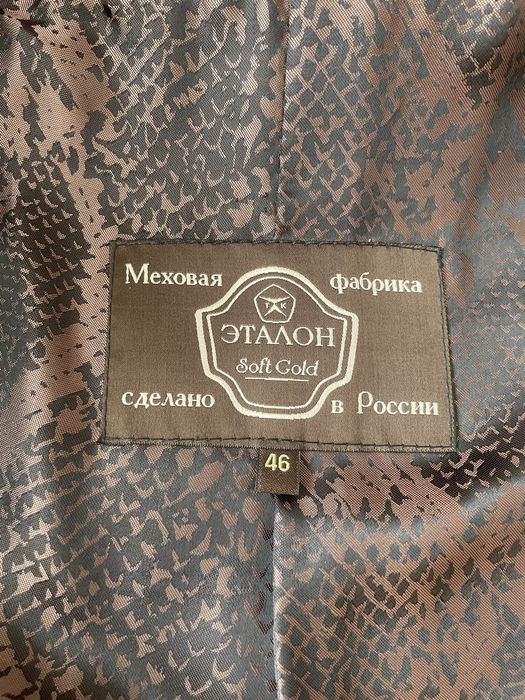 Меховая фабрика
ЭТАЛОН
Soft Gold
сделано в России
46